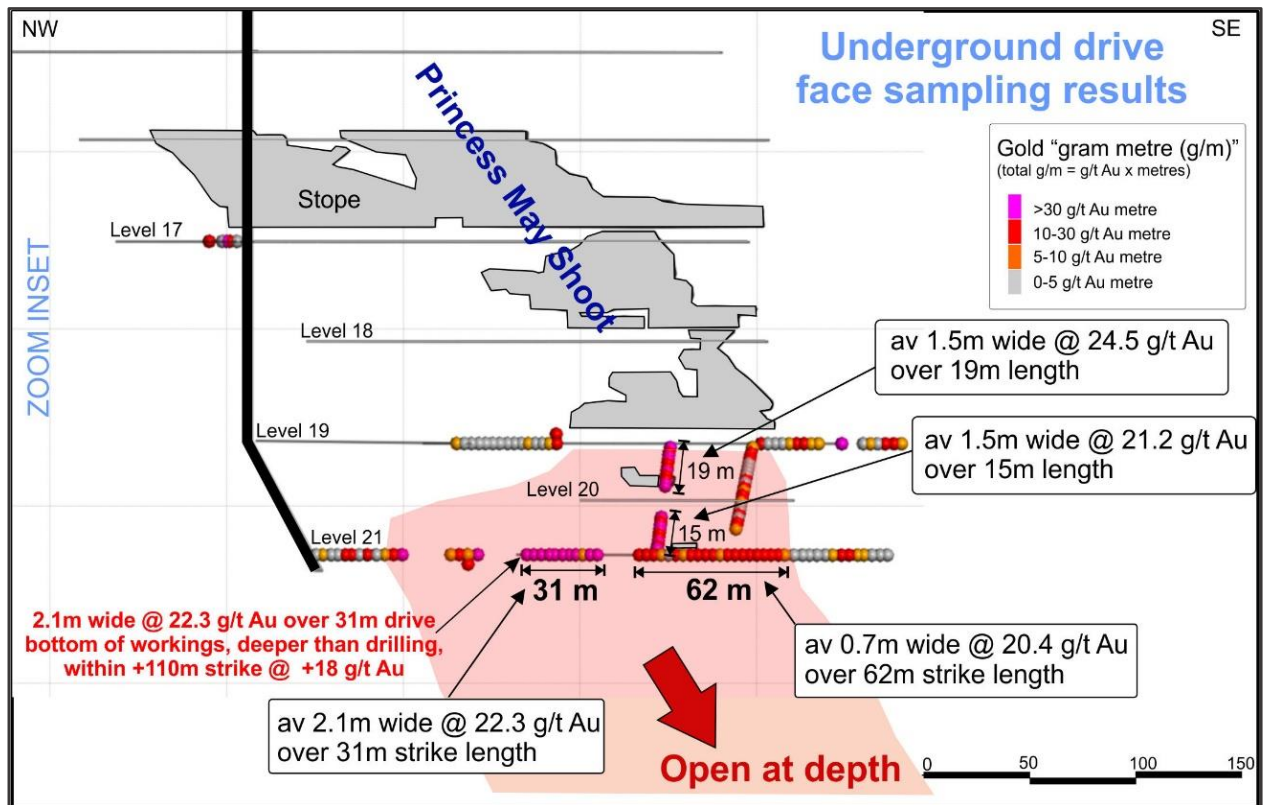 NW
SE
Underground drive
face sampling results
Princess May Shoot
Gold “gram metre (g/m)”
(total g/m = g/t Au x metres)
>30 g/t Au metre
10-30 g/t Au metre
5-10 g/t Au metre
0-5 g/t Au metre
Stope
Level 17
ZOOM INSET
Level 18
av 1.5m wide @ 24.5 g/t Au
over 19m length
Level 19
19 m
av 1.5m wide @ 21.2 g/t Au
over 15m length
Level 20
15 m
Level 21
31 m
62 m
2.1m wide @ 22.3 g/t Au over 31m drive
bottom of workings, deeper than drilling,
within +110m strike @ +18 g/t Au
av 0.7m wide @ 20.4 g/t Au
over 62m strike length
av 2.1m wide @ 22.3 g/t Au
over 31m strike length
Open at depth
0 50 100 150